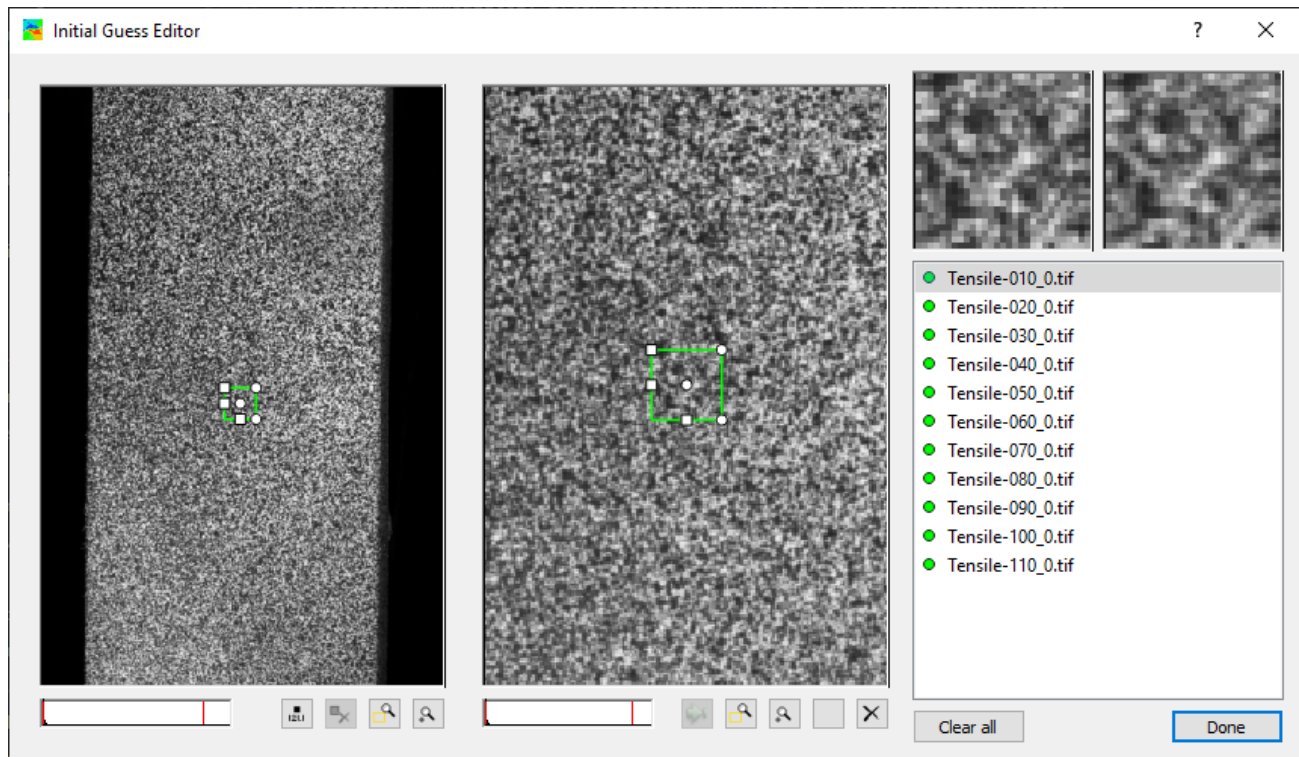 Initial Guess Editor
?
Tensile-010_0.tif
Tensile-020_0.tif
Tensile-030_0.tif
Tensile-040_0.tif
Tensile-050_0.tif
Tensile-060_0.tif
Tensile-070_0.tif
Tensile-080_0.tif
Tensile-090_0.tif
Tensile-100_0.tif
Tensile-110_0.tif
Clear all
Done